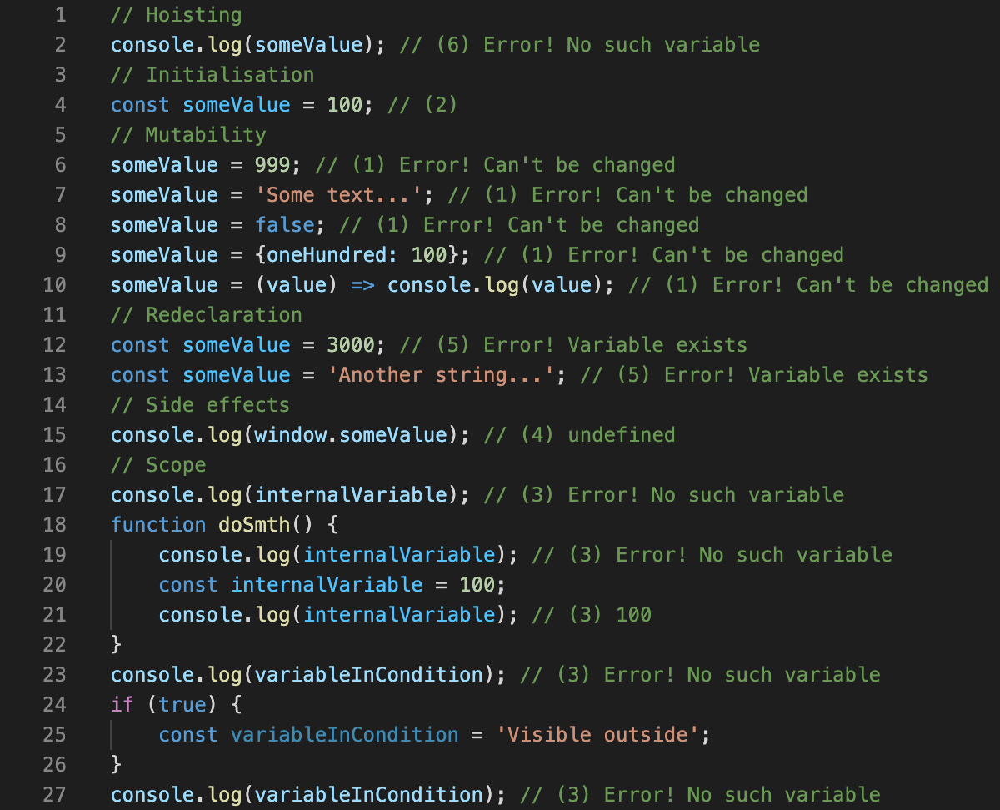 1 // Hoisting
2 console.log(someValue); // (6) Error! No such variable
3 // Initialisation
4 const someValue = 100; // (2)
5 // Mutability
6 someValue = 999; // (1) Error! Can't be changed
7 someValue = 'Some text...'; // (1) Error! Can't be changed
8 someValue = false; // (1) Error! Can't be changed
9 someValue = {oneHundred: 100}; // (1) Error! Can't be changed
10 someValue = (value) => console.log(value); // (1) Error! Can't be changed
11 // Redeclaration
12 const someValue = 3000; // (5) Error! Variable exists
13 const someValue = 'Another string...'; // (5) Error! Variable exists
14 // Side effects
15 console.log(window.someValue); // (4) undefined
16 // Scope
17 console.log(internalVariable); // (3) Error! No such variable
18 function doSmth() {
19     console.log(internalVariable); // (3) Error! No such variable
20     const internalVariable = 100;
21     console.log(internalVariable); // (3) 100
22 }
23 console.log(variableInCondition); // (3) Error! No such variable
24 if (true) {
25     const variableInCondition = 'Visible outside';
26 }
27 console.log(variableInCondition); // (3) Error! No such variable